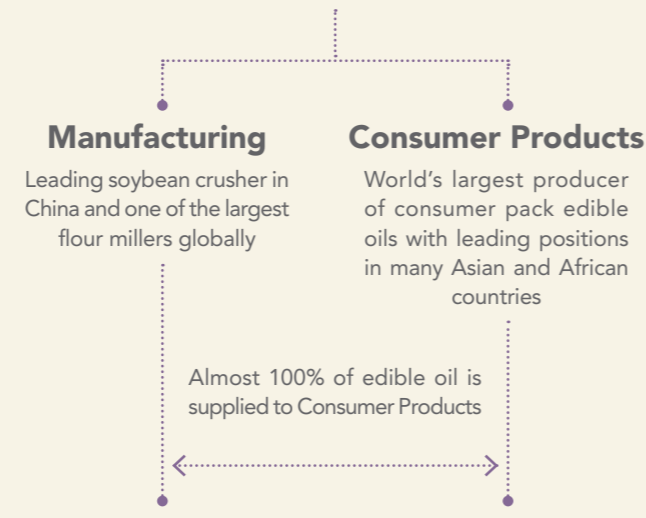 Manufacturing
Leading soybean crusher in
China and one of the largest
flour millers globally
Consumer Products
World's largest producer
of consumer pack edible
oils with leading positions
in many Asian and African
countries
Almost 100% of edible oil is
supplied to Consumer Products